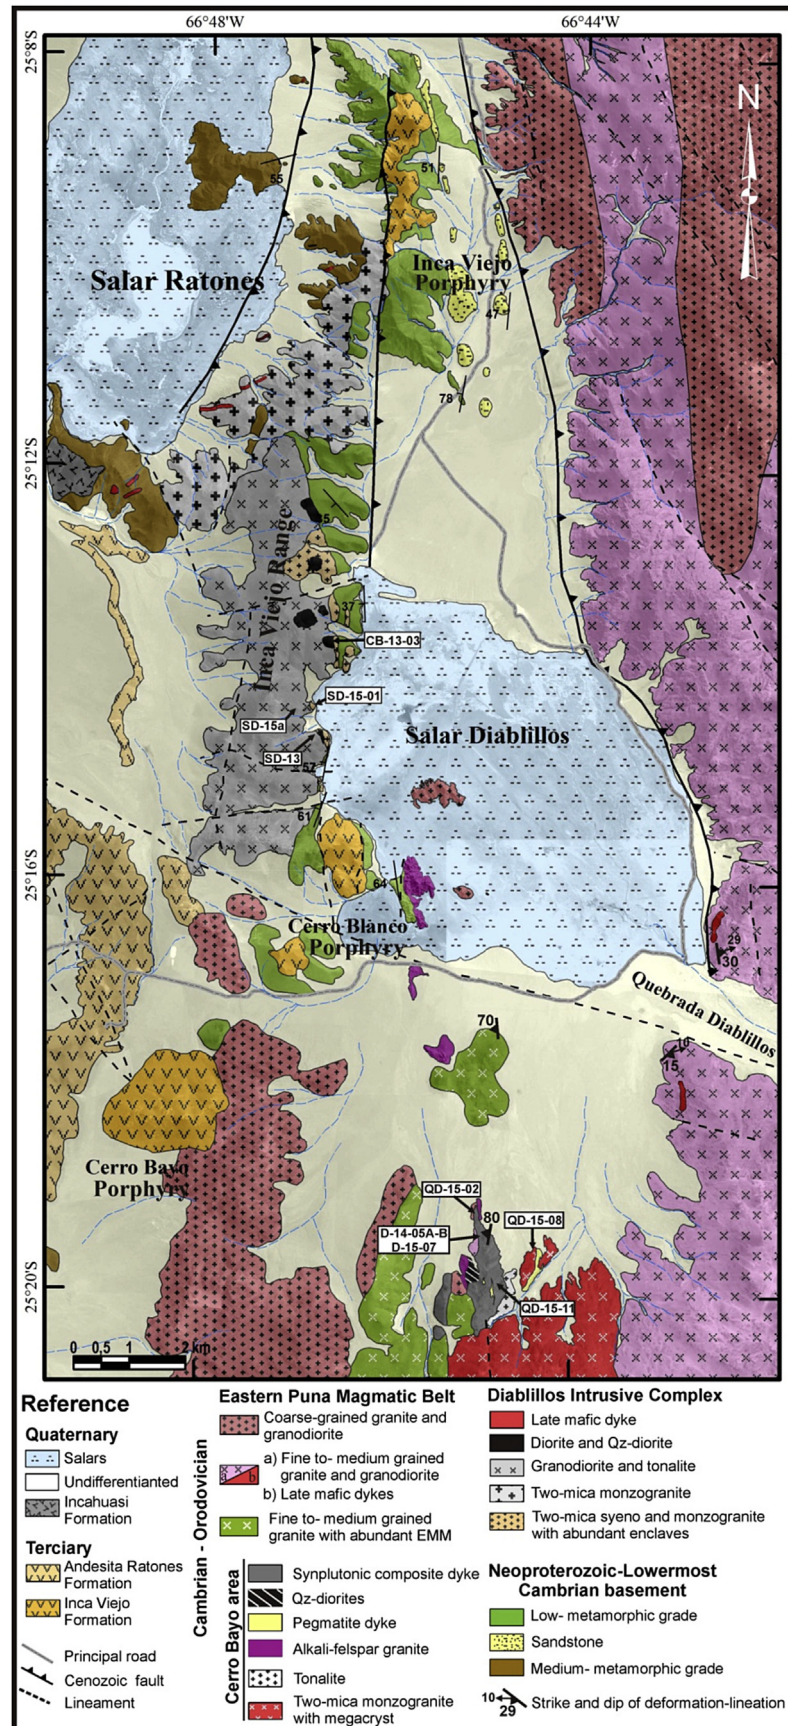 66°48'W
66°44'W
25°8'S
N
55
51
Salar Ratones
Inca Viejo
Porphyry
47
78
25°12'S
5
Inca Viejo Range
37
CB-13-03
SD-15-01
SD-15a
Salar Diablillos
SD-13
57
61
25°16'S
64
Cerro Blanco
Porphyry
29
30
Quebrada Diablillos
70
10
15
Cerro Bayo
Porphyry
QD-15-02
80
QD-15-08
D-14-05A-B
D-15-07
25°20'S
QD-15-11
0 0,5 1 2 km
Reference
Quaternary
Salars
Undifferentianted
Incahuasi
Formation
Terciary
Andesita Ratones
Formation
Inca Viejo
Formation
Principal road
Cenozoic fault
Lineament
Cambrian - Orodovician
Eastern Puna Magmatic Belt
Coarse-grained granite and
granodiorite
a b
a) Fine to- medium grained
granite and granodiorite
b) Late mafic dykes
Fine to- medium grained
granite with abundant EMM
Cerro Bayo area
Synplutonic composite dyke
Qz-diorites
Pegmatite dyke
Alkali-felspar granite
Tonalite
Two-mica monzogranite
with megacryst
Diablillos Intrusive Complex
Late mafic dyke
Diorite and Qz-diorite
Granodiorite and tonalite
Two-mica monzogranite
Two-mica syeno and monzogranite
with abundant enclaves
Neoproterozoic-Lowermost
Cambrian basement
Low- metamorphic grade
Sandstone
Medium- metamorphic grade
10
29
Strike and dip of deformation-lineation